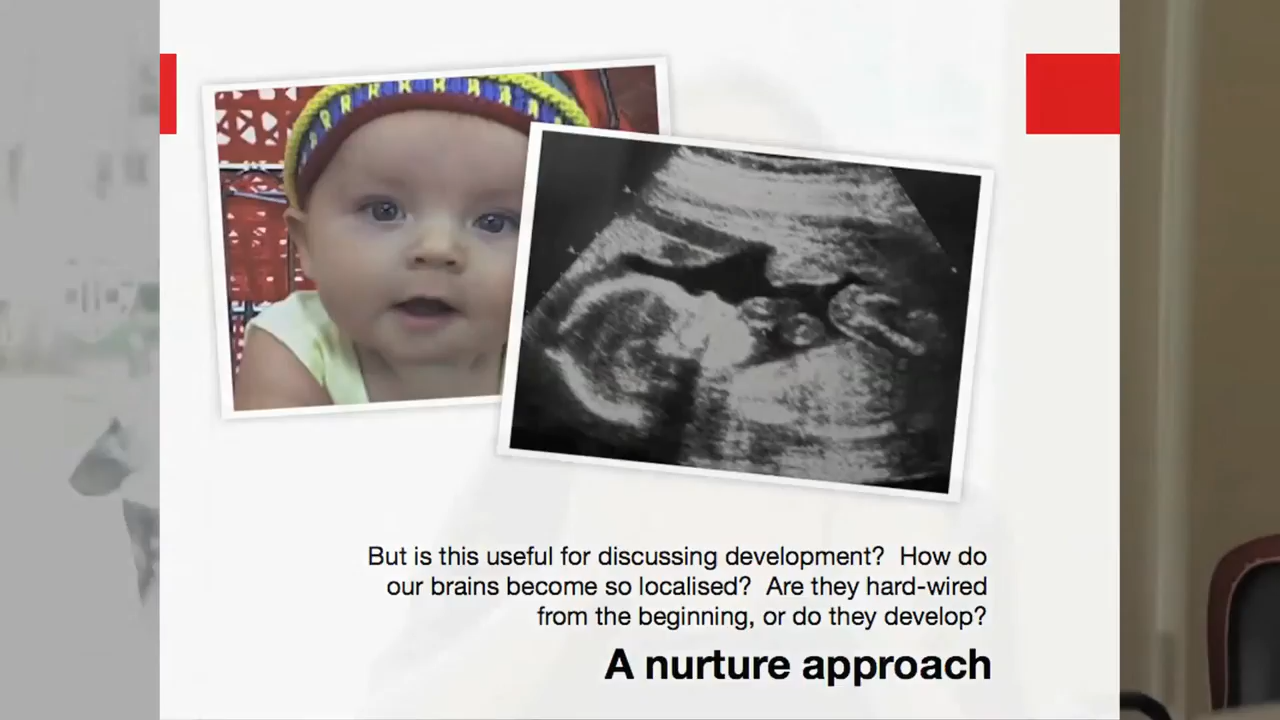 But is this useful for discussing development?  How do
our brains become so localised?  Are they hard-wired
from the beginning, or do they develop?
A nurture approach